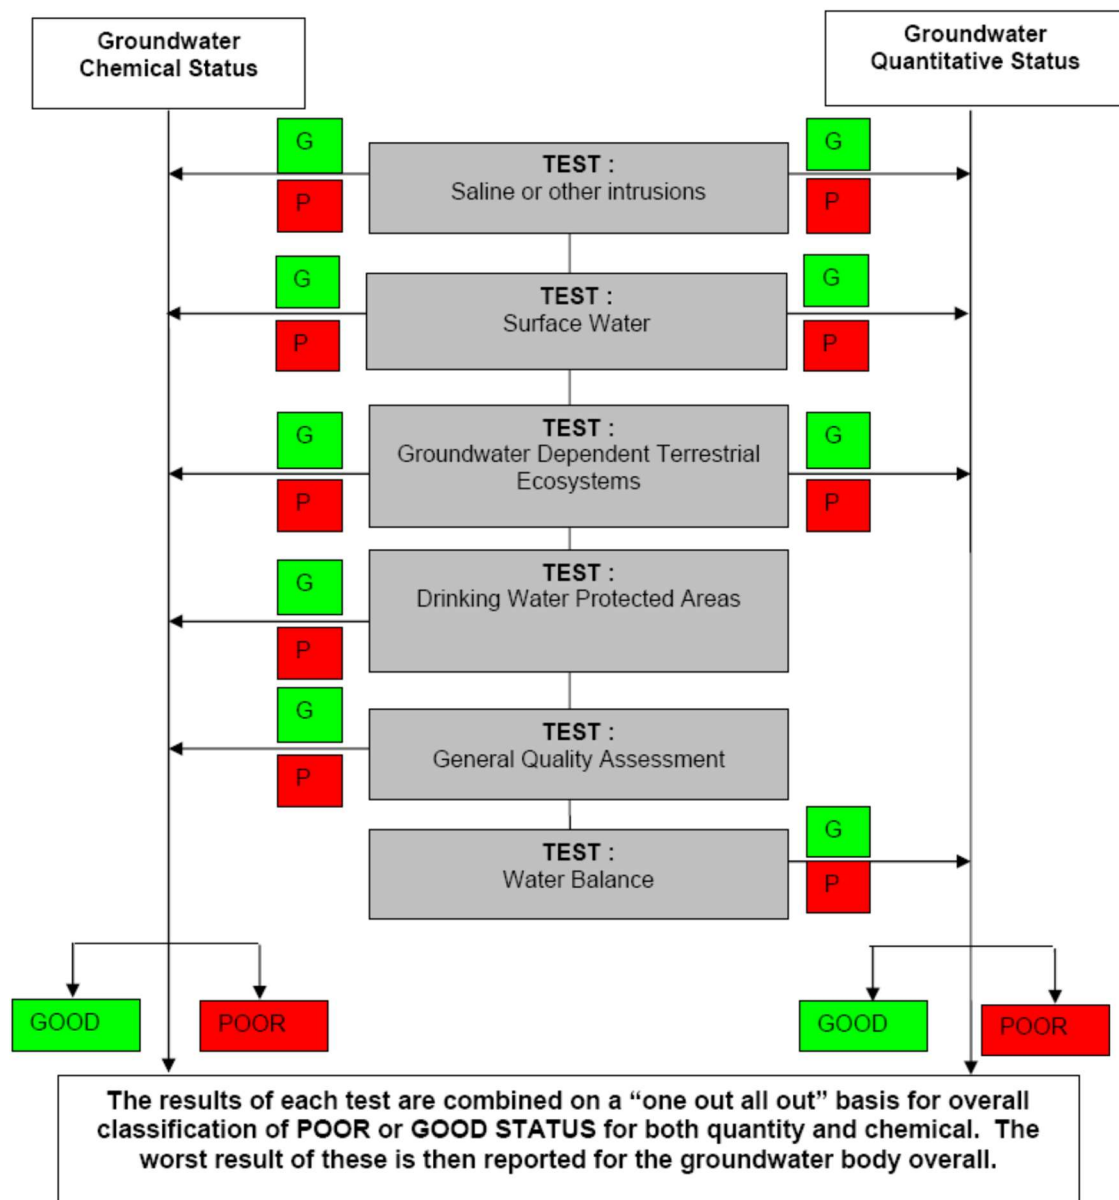 Groundwater
Chemical Status
Groundwater
Quantitative Status
G
P
TEST :
Saline or other intrusions
G
P
G
P
TEST :
Surface Water
G
P
G
P
TEST :
Groundwater Dependent Terrestrial
Ecosystems
G
P
G
P
TEST :
Drinking Water Protected Areas
G
P
TEST :
General Quality Assessment
TEST :
Water Balance
G
P
GOOD
POOR
GOOD
POOR
The results of each test are combined on a “one out all out” basis for overall
classification of POOR or GOOD STATUS for both quantity and chemical.  The
worst result of these is then reported for the groundwater body overall.